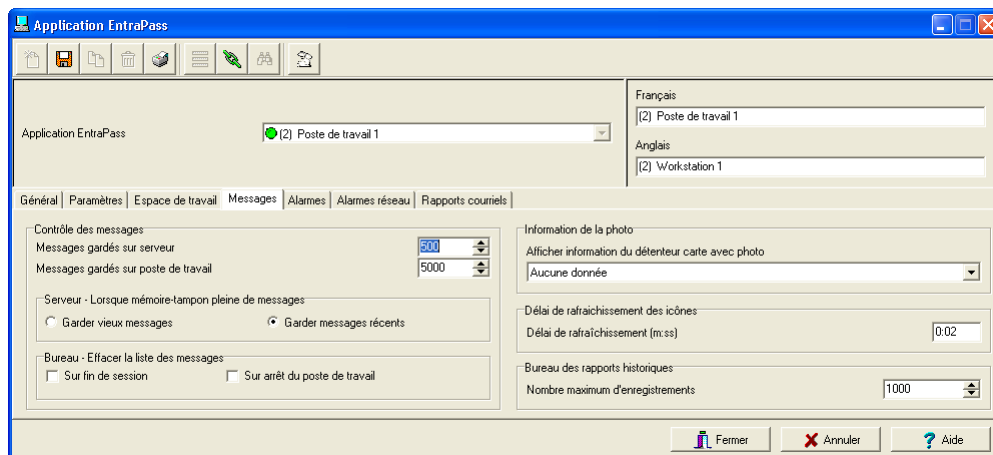 Application EntraPass
Français
(2) Poste de travail 1
Application EntraPass
(2) Poste de travail 1
Anglais
(2) Workstation 1
Général Paramètres Espace de travail Messages Alarmes Alarmes réseau Rapports courriels
Contrôle des messages
Messages gardés sur serveur 500
Messages gardés sur poste de travail 5000
Serveur - Lorsque mémoire-tampon pleine de messages
Garder vieux messages Garder messages récents
Bureau - Effacer la liste des messages
Sur fin de session Sur arrêt du poste de travail
Information de la photo
Afficher information du détenteur carte avec photo
Aucune donnée
Délai de rafraichissement des icônes
Délai de rafraîchissement (m:ss) 0:02
Bureau des rapports historiques
Nombre maximum d'enregistrements 1000
Fermer Annuler Aide